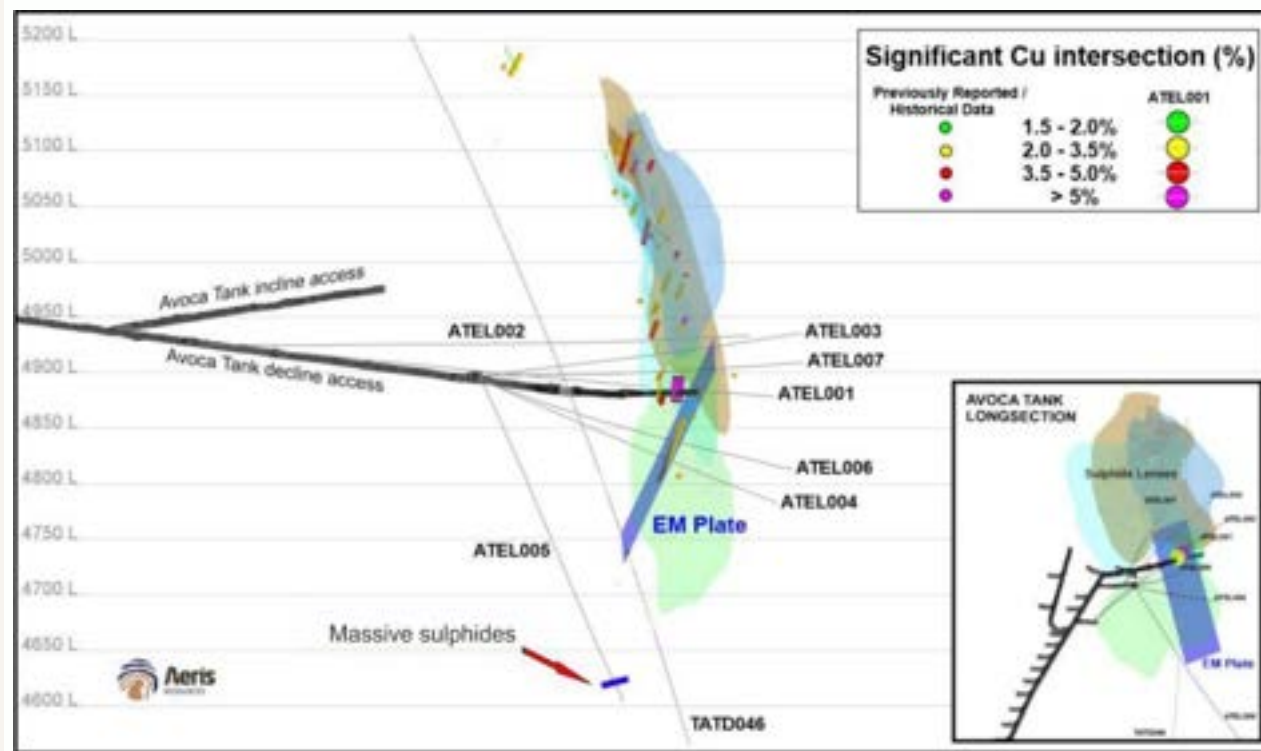 5200 L
5150 L
5100 L
5050 L
5000 L
4950 L
4900 L
4850 L
4800 L
4750 L
4700 L
4650 L
4600 L
Significant Cu intersection (%)
Previously Reported /
Historical Data
ATEL001
1.5 - 2.0%
2.0 - 3.5%
3.5 - 5.0%
> 5%
Avoca Tank incline access
Avoca Tank decline access
ATEL002
ATEL003
ATEL007
ATEL001
ATEL006
ATEL004
EM Plate
ATEL005
Massive sulphides
Aeris
RESOURCES
TATD046
AVOCA TANK
LONGSECTION
Sulphide Lenses
EM Plate
TATD046